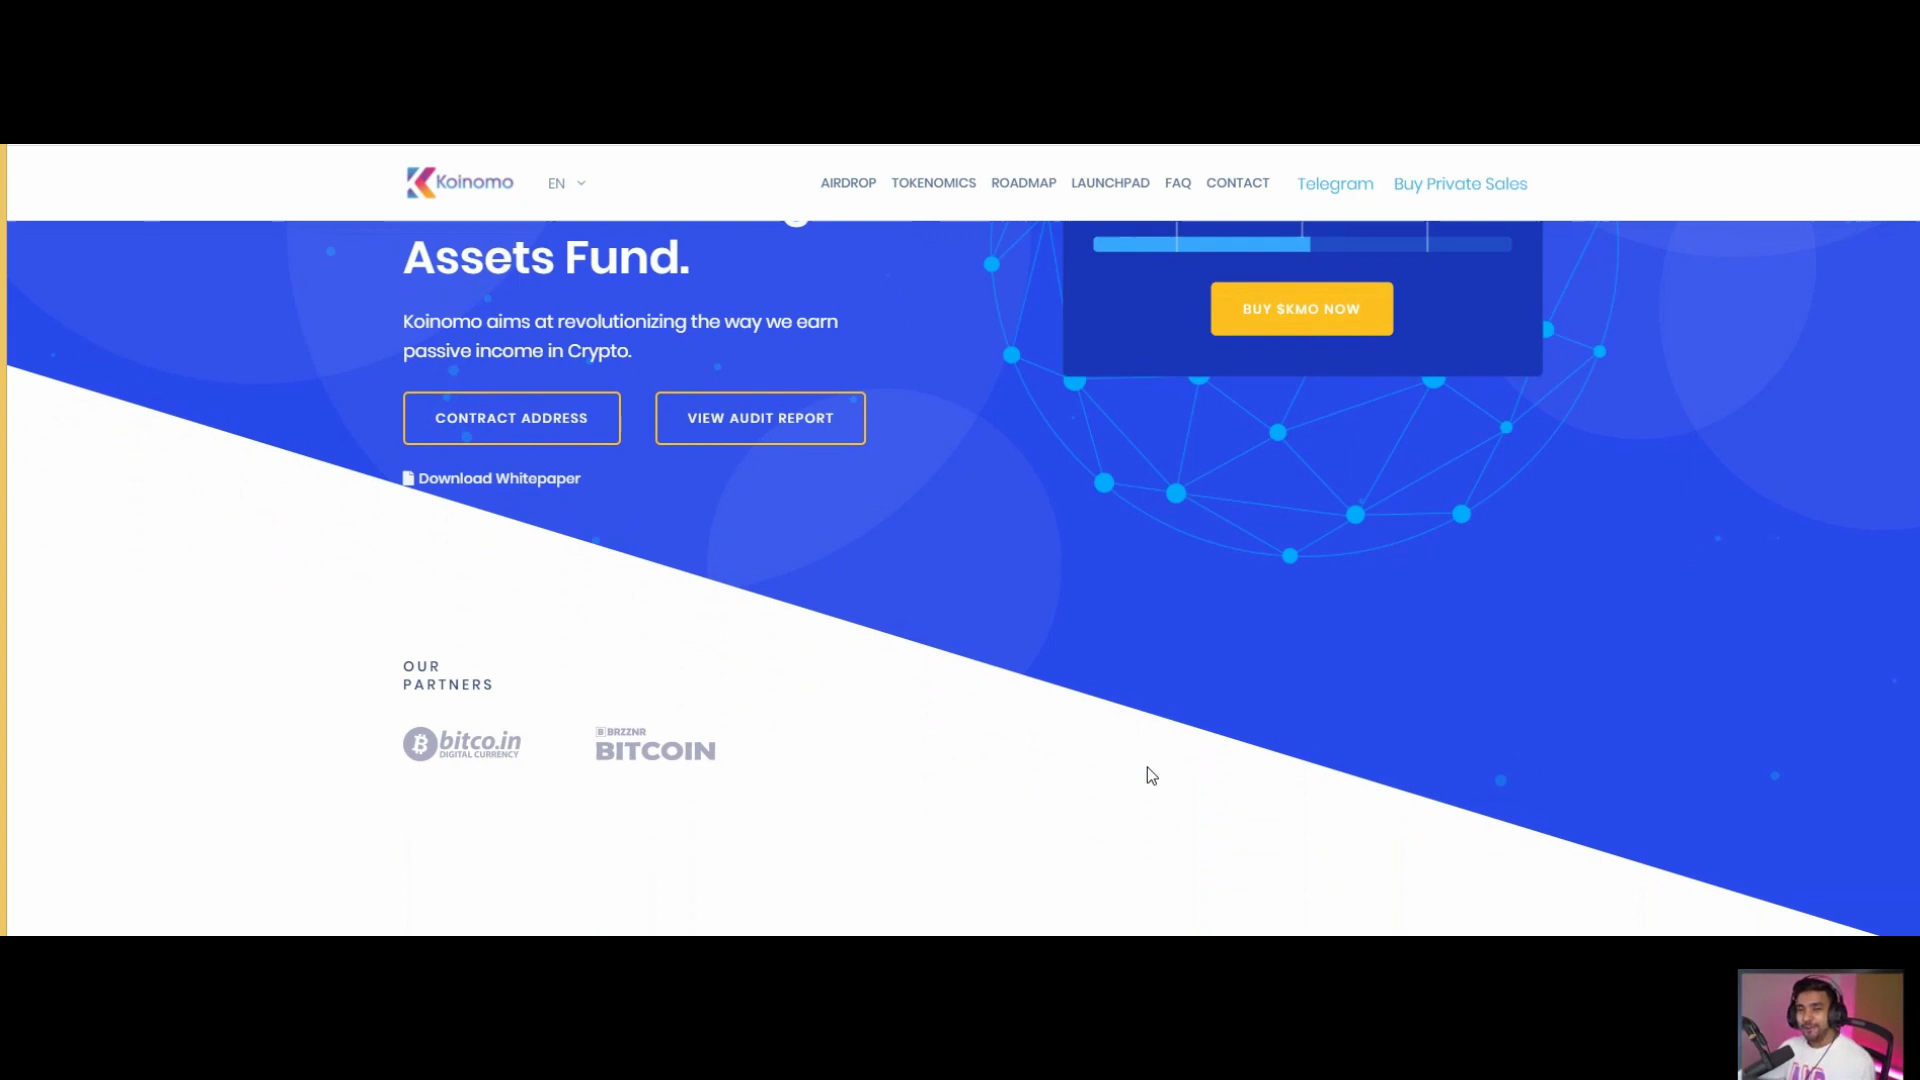 Koinomo
EN
AIRDROP TOKENOMICS ROADMAP LAUNCHPAD FAQ CONTACT Telegram Buy Private Sales
Assets Fund.
Koinomo aims at revolutionizing the way we earn
passive income in Crypto.
CONTRACT ADDRESS
VIEW AUDIT REPORT
Download Whitepaper
BUY $KMO NOW
OUR
PARTNERS
bitco.in
DIGITAL CURRENCY
BRZZNR
BITCOIN